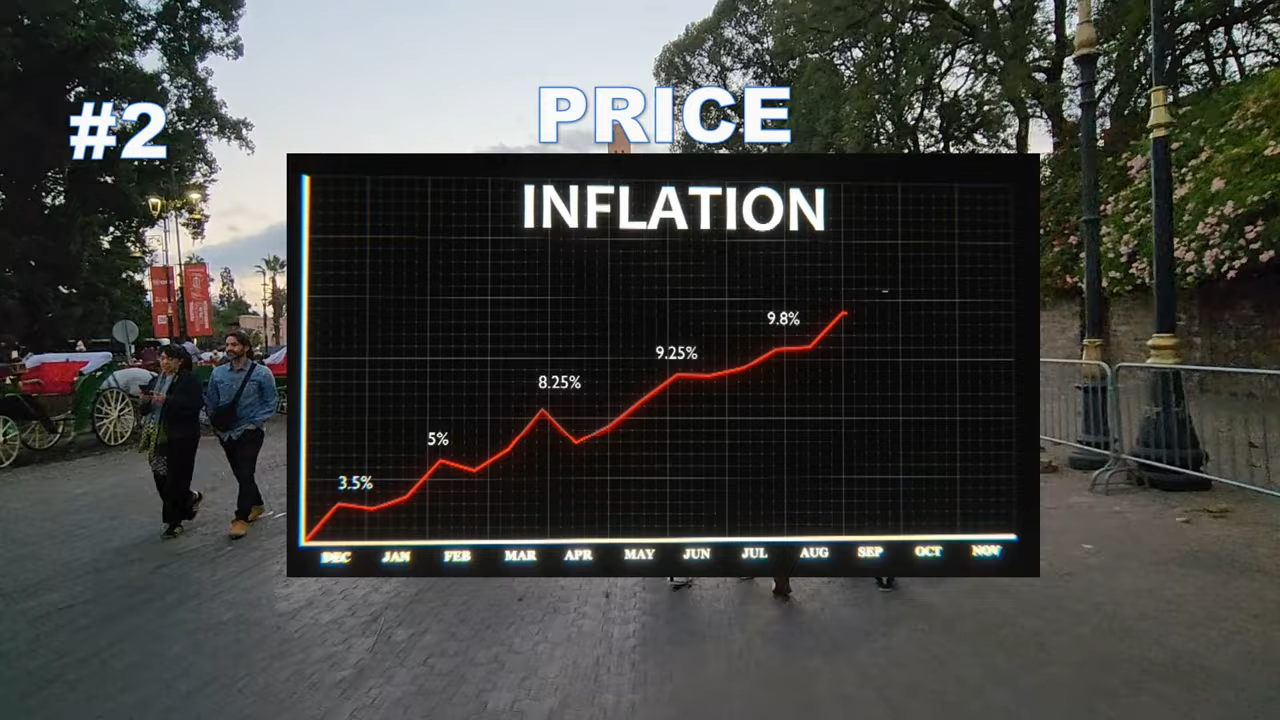 #2
PRICE
INFLATION
9.8%
9.25%
8.25%
5%
3.5%
DEC JAN FEB MAR APR MAY JUN JUL AUG SEP OCT NOV